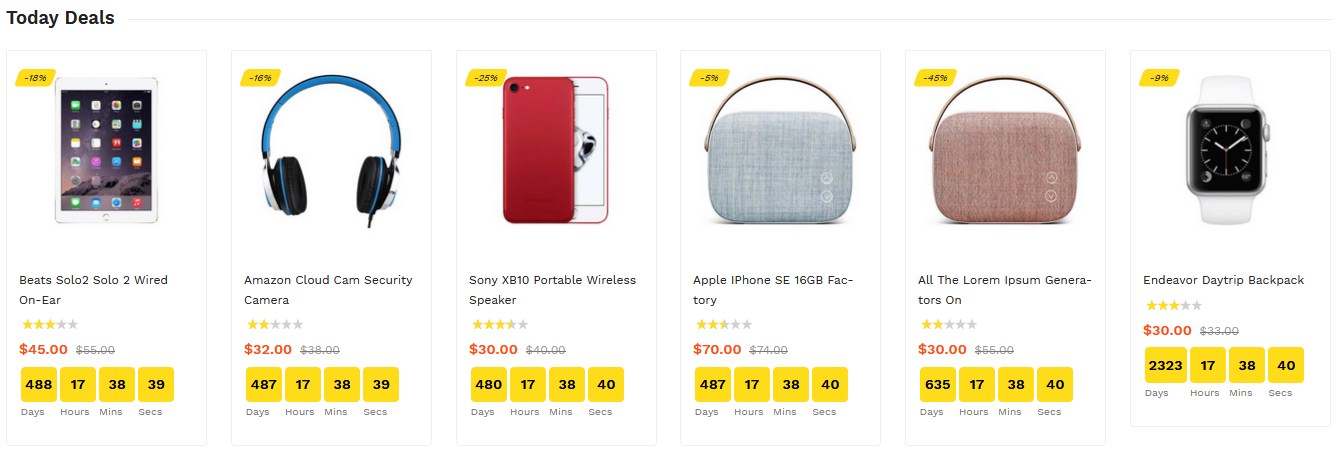 Today Deals
-18%
Beats Solo2 Solo 2 Wired
On-Ear
$45.00 $55.00
488 17 38 39
Days Hours Mins Secs
-16%
Amazon Cloud Cam Security
Camera
$32.00 $38.00
487 17 38 39
Days Hours Mins Secs
-25%
Sony XB10 Portable Wireless
Speaker
$30.00 $40.00
480 17 38 40
Days Hours Mins Secs
-5%
Apple IPhone SE 16GB Fac-
tory
$70.00 $74.00
487 17 38 40
Days Hours Mins Secs
-45%
All The Lorem Ipsum Genera-
tors On
$30.00 $55.00
635 17 38 40
Days Hours Mins Secs
-9%
Endeavor Daytrip Backpack
$30.00 $33.00
2323 17 38 40
Days Hours Mins Secs